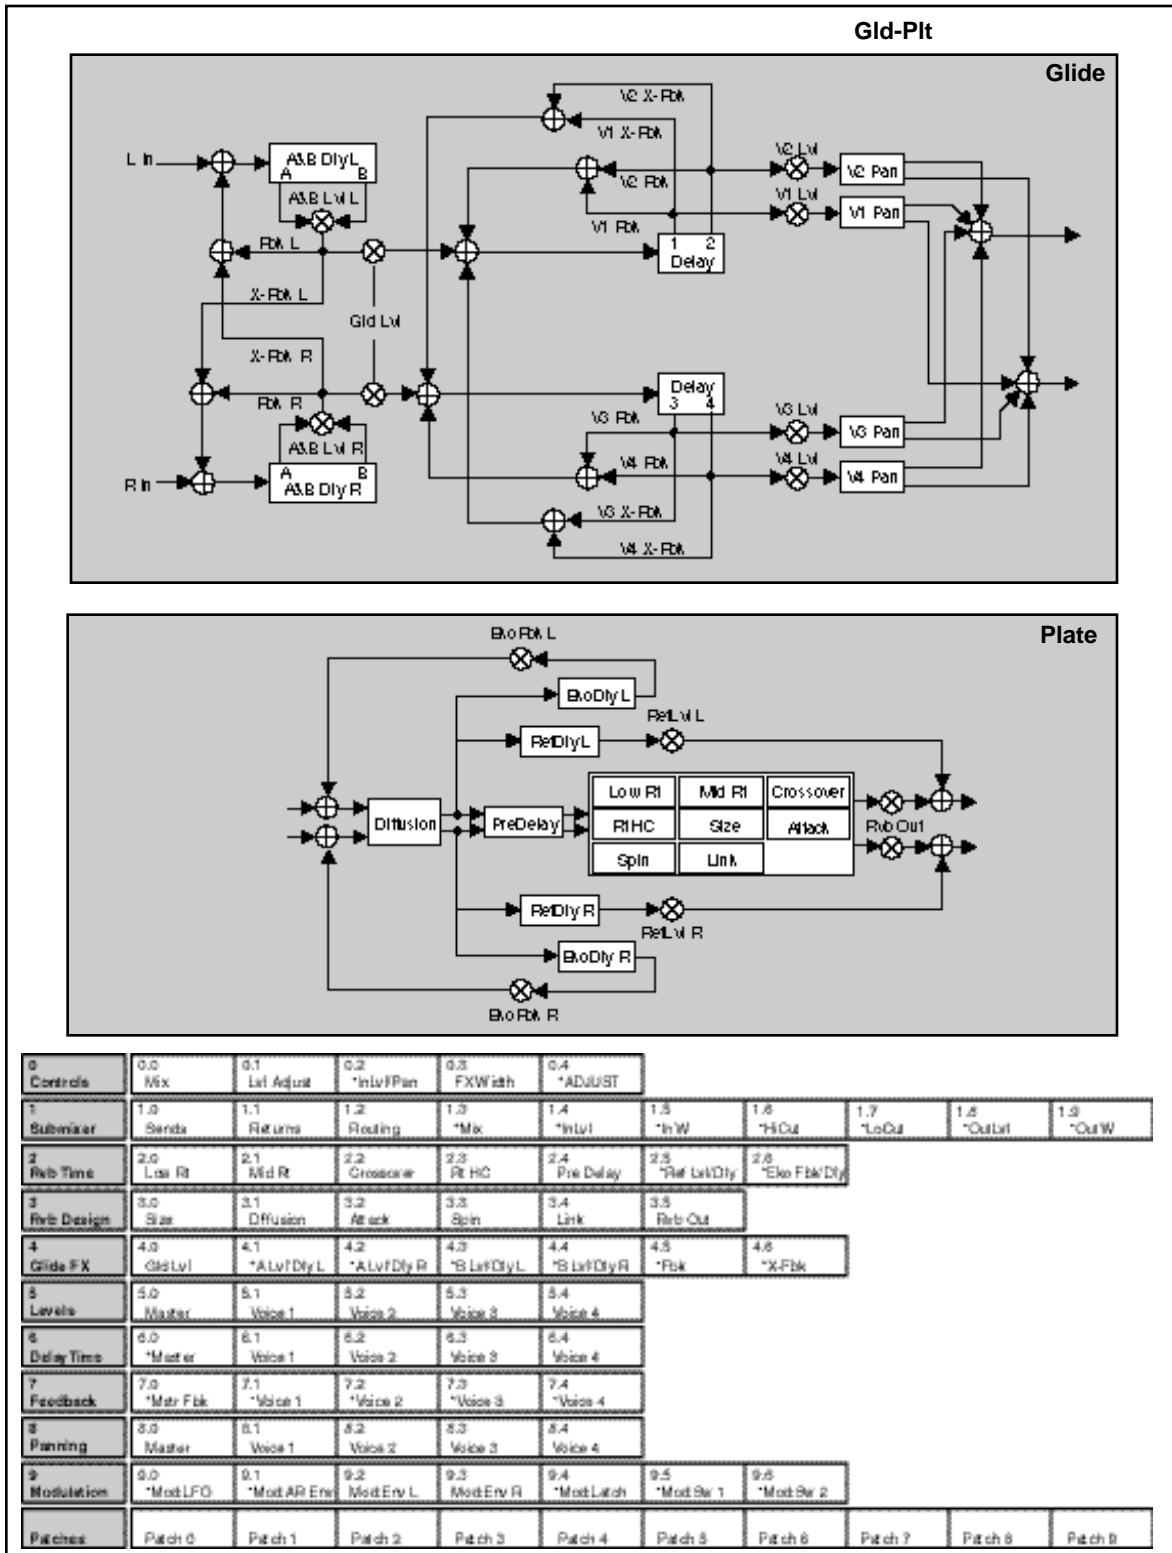 Gld-Plt
Glide
V2 X-Fbk
V1 X-Fbk
L In
A&B Dly L
A B
V2 Lvl
V2 Pan
V2 Fbk
A&B Lvl L
V1 Lvl
V1 Pan
V1 Fbk
Fbk L
1 2
Delay
X-Fbk L
Gld Lvl
X-Fbk R
Delay
3 4
Fbk R
V3 Lvl
V3 Fbk
V3 Pan
A&B Lvl R
V4 Lvl
V4 Fbk
A B
V4 Pan
R In
A&B Dly R
V3 X-Fbk
V4 X-Fbk
Plate
Eko Fbk L
EkoDly L
RefLvl L
RefDly L
Low Rt Mid Rt Crossover
Diffusion PreDelay Rt HC Size Attack Rvb Out
Spin Link
RefDly R
RefLvl R
EkoDly R
Eko Fbk R
0 0.0 0.1 0.2 0.3 0.4
Controls Mix Lvl Adjust *InLvl/Pan FXWidth *ADJUST
1 1.0 1.1 1.2 1.3 1.4 1.5 1.6 1.7 1.8 1.9
Submixer Sends Returns Routing *Mix *InLvl *In W *HiCut *LoCut *OutLvl *Out W
2 2.0 2.1 2.2 2.3 2.4 2.5 2.6
Rvb Time Low Rt Mid Rt Crossover Rt HC Pre Delay *Ref Lvl/Dly *Eko Fbk/Dly
3 3.0 3.1 3.2 3.3 3.4 3.5
Rvb Design Size Diffusion Attack Spin Link Rvb Out
4 4.0 4.1 4.2 4.3 4.4 4.5 4.6
Glide FX GldLvl *A Lvl/Dly L *A Lvl/Dly R *B Lvl/Dly L *B Lvl/Dly R *Fbk *X-Fbk
5 5.0 5.1 5.2 5.3 5.4
Levels Master Voice 1 Voice 2 Voice 3 Voice 4
6 6.0 6.1 6.2 6.3 6.4
Delay Time *Master Voice 1 Voice 2 Voice 3 Voice 4
7 7.0 7.1 7.2 7.3 7.4
Feedback *Mstr Fbk *Voice 1 *Voice 2 *Voice 3 *Voice 4
8 8.0 8.1 8.2 8.3 8.4
Panning Master Voice 1 Voice 2 Voice 3 Voice 4
9 9.0 9.1 9.2 9.3 9.4 9.5 9.6
Modulation *Mod:LFO *Mod:AR Env Mod:Env L Mod:Env R *Mod:Latch *Mod:Sw 1 *Mod:Sw 2
Patches Patch 0 Patch 1 Patch 2 Patch 3 Patch 4 Patch 5 Patch 6 Patch 7 Patch 8 Patch 9